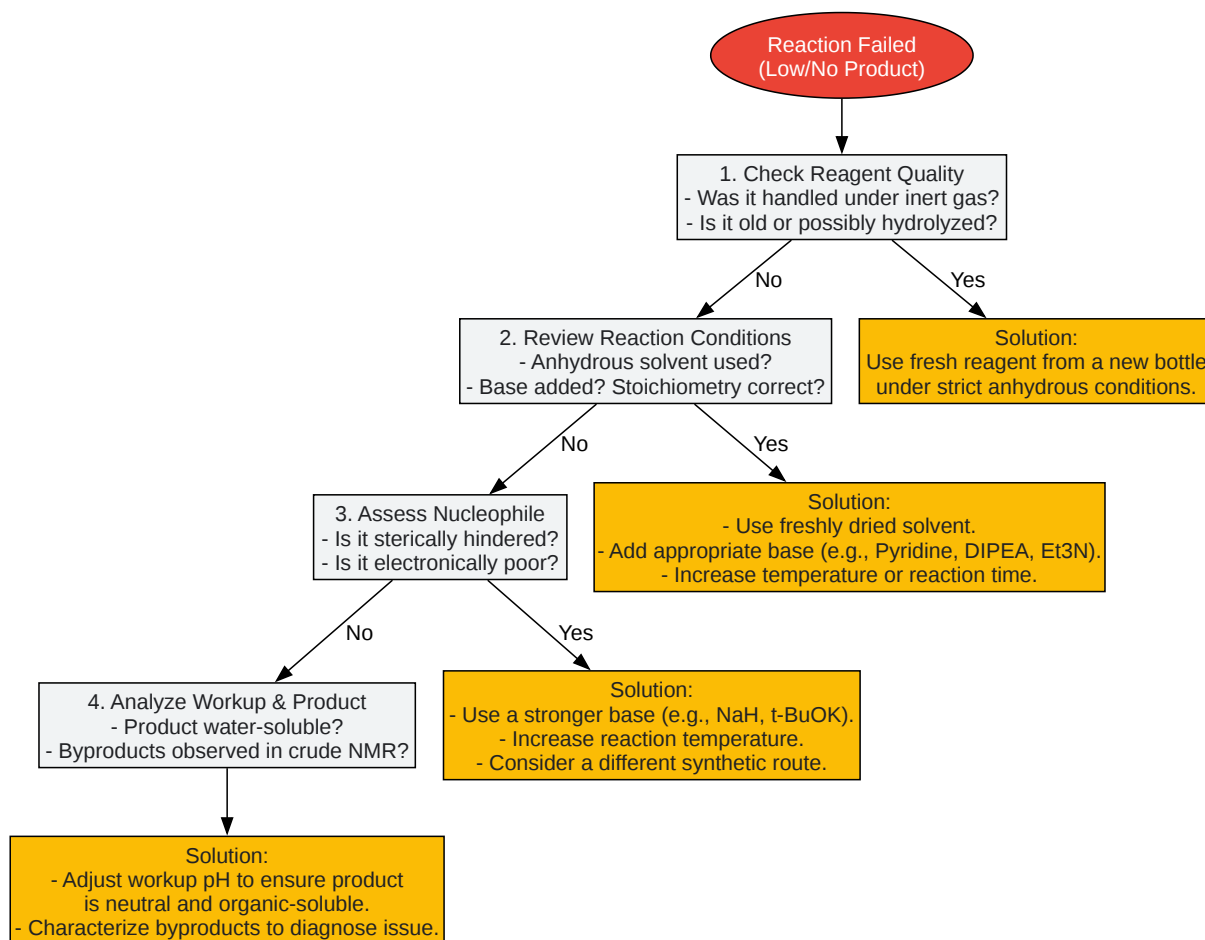 Reaction Failed
(Low/No Product)
1. Check Reagent Quality
- Was it handled under inert gas?
- Is it old or possibly hydrolyzed?
No
Yes
2. Review Reaction Conditions
- Anhydrous solvent used?
- Base added? Stoichiometry correct?
Solution:
Use fresh reagent from a new bottle
under strict anhydrous conditions.
No
Yes
3. Assess Nucleophile
- Is it sterically hindered?
- Is it electronically poor?
Solution:
- Use freshly dried solvent.
- Add appropriate base (e.g., Pyridine, DIPEA, Et3N).
- Increase temperature or reaction time.
No
Yes
4. Analyze Workup & Product
- Product water-soluble?
- Byproducts observed in crude NMR?
Solution:
- Use a stronger base (e.g., NaH, t-BuOK).
- Increase reaction temperature.
- Consider a different synthetic route.
Solution:
- Adjust workup pH to ensure product
is neutral and organic-soluble.
- Characterize byproducts to diagnose issue.